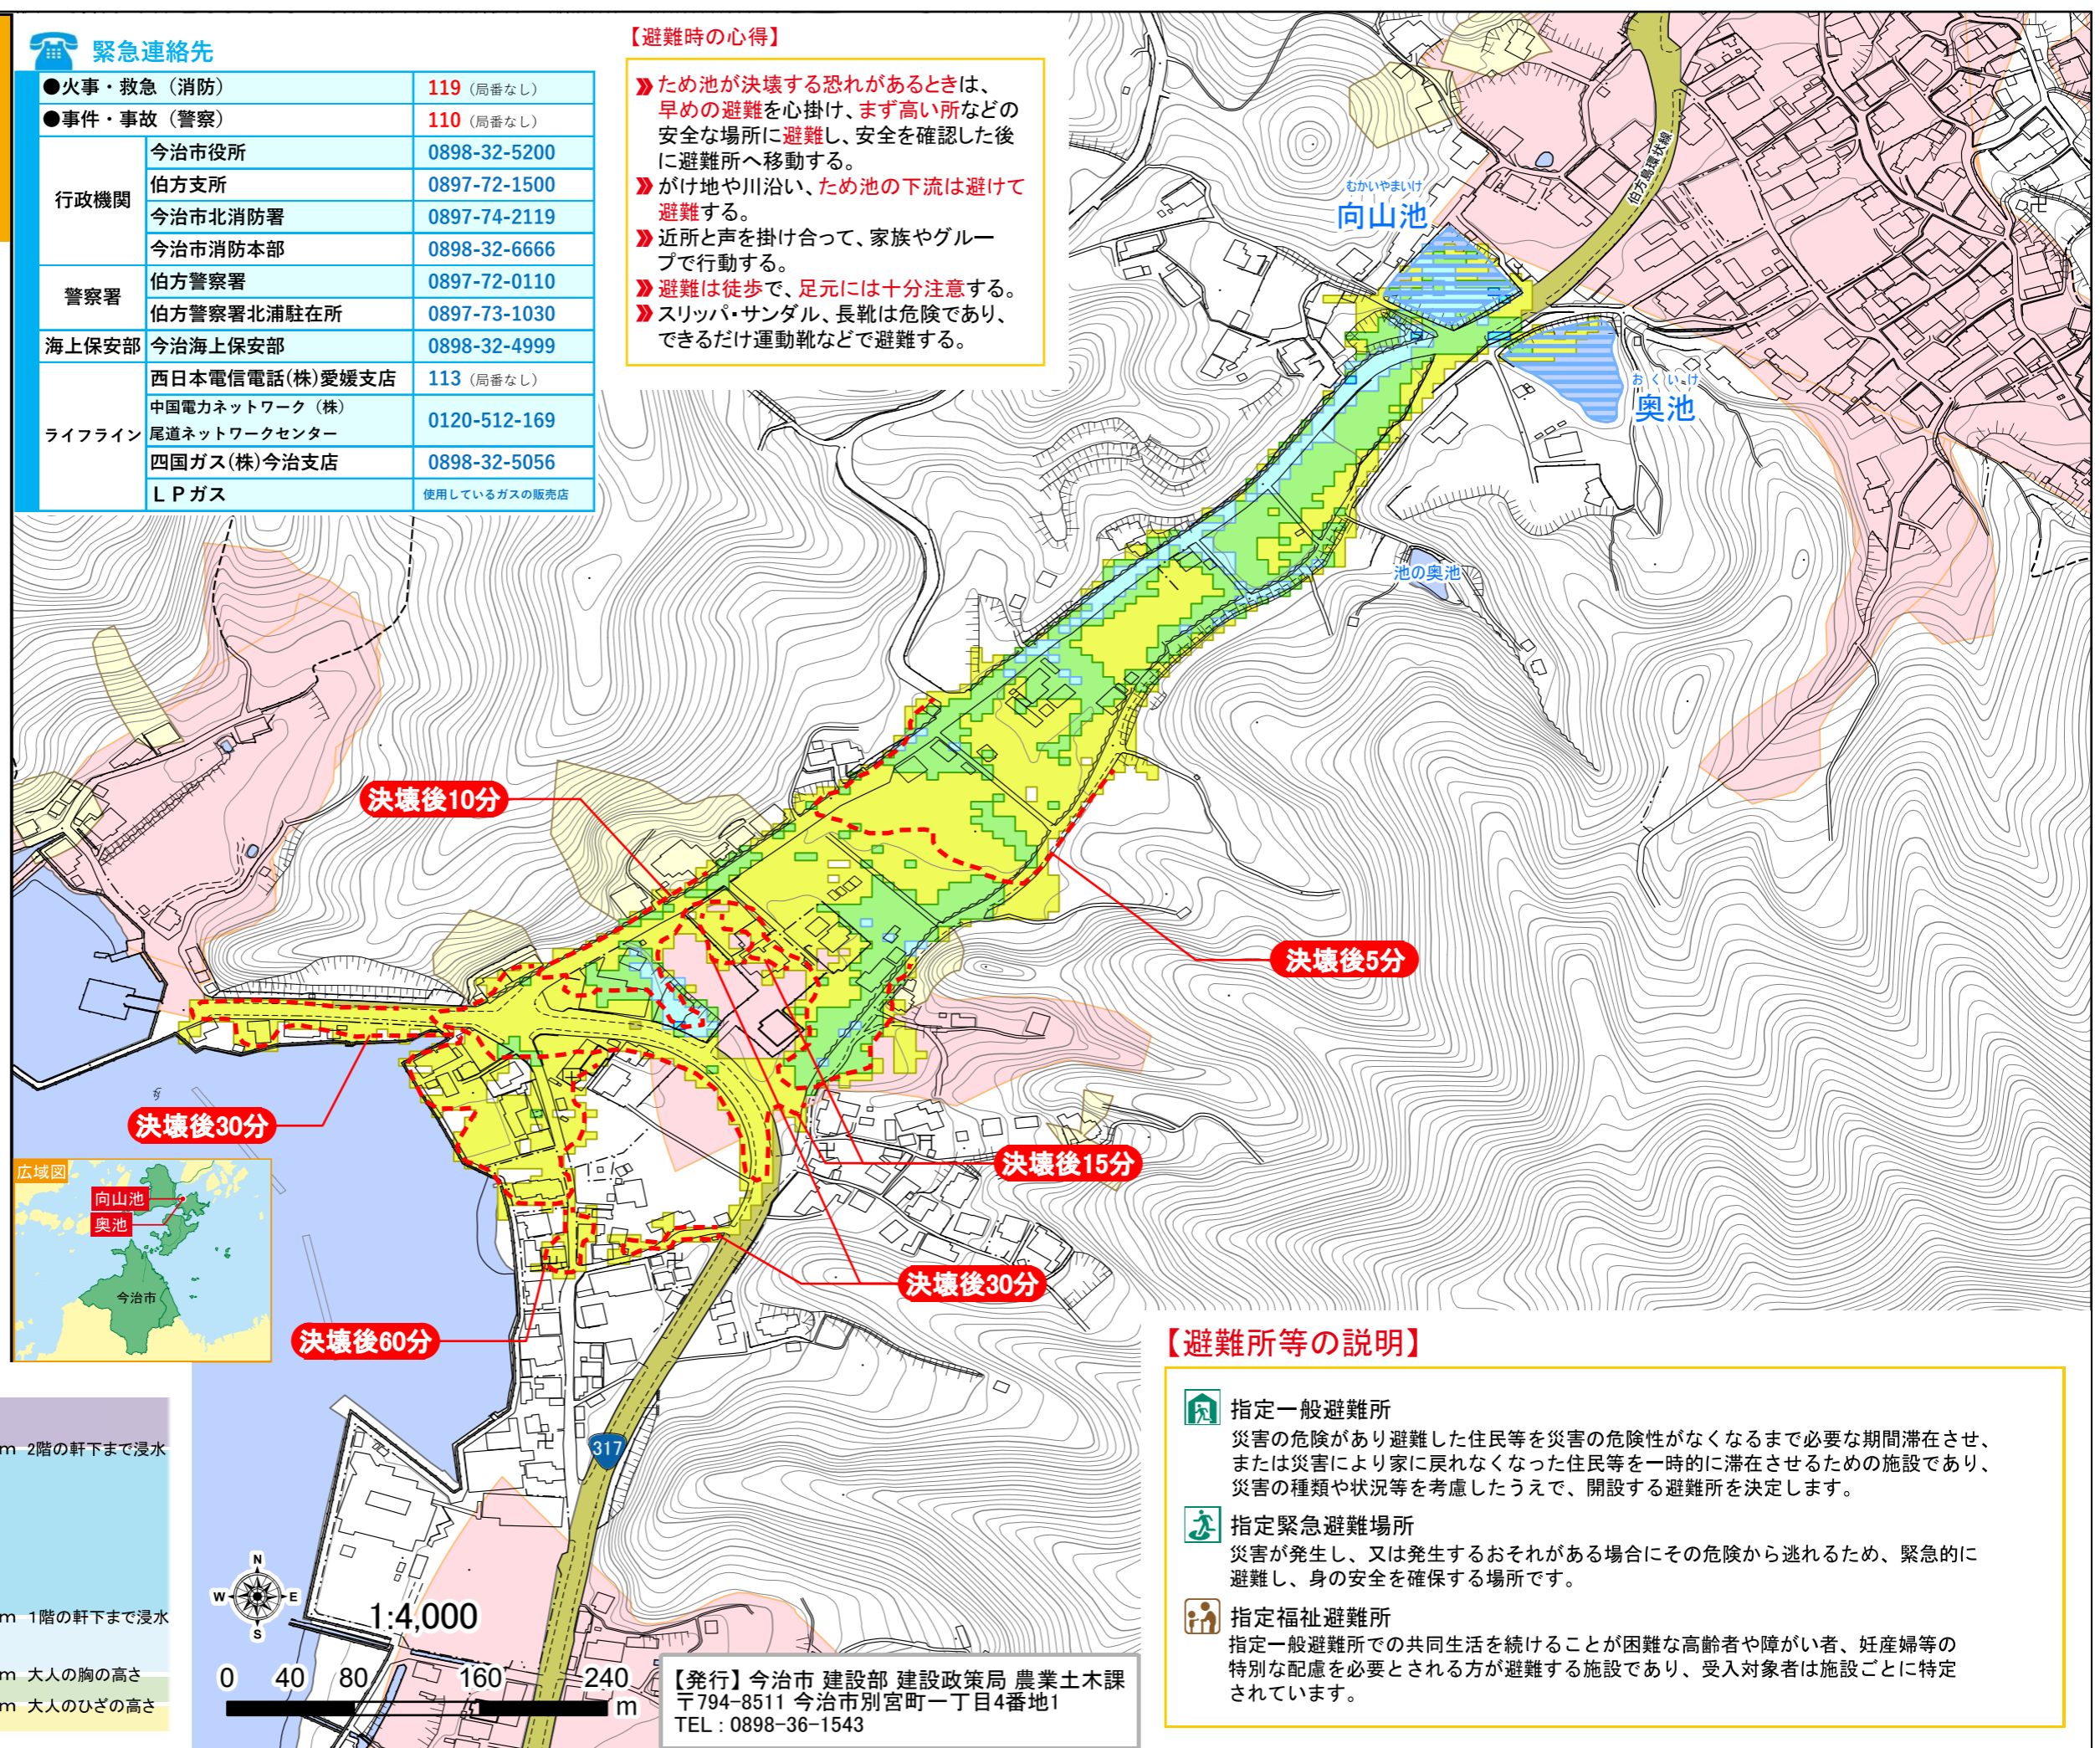 緊急連絡先
●火事・救急（消防） 119（局番なし）
●事件・事故（警察） 110（局番なし）
行政機関
今治市役所 0898-32-5200
伯方支所 0897-72-1500
今治市北消防署 0897-74-2119
今治市消防本部 0898-32-6666
警察署
伯方警察署 0897-72-0110
伯方警察署北浦駐在所 0897-73-1030
海上保安部 今治海上保安部 0898-32-4999
ライフライン
西日本電信電話(株)愛媛支店 113（局番なし）
中国電力ネットワーク（株）
尾道ネットワークセンター 0120-512-169
四国ガス(株)今治支店 0898-32-5056
ＬＰガス 使用しているガスの販売店
【避難時の心得】
ため池が決壊する恐れがあるときは、
早めの避難を心掛け、まず高い所などの
安全な場所に避難し、安全を確認した後
に避難所へ移動する。
がけ地や川沿い、ため池の下流は避けて
避難する。
近所と声を掛け合って、家族やグルー
プで行動する。
避難は徒歩で、足元には十分注意する。
スリッパ・サンダル、長靴は危険であり、
できるだけ運動靴などで避難する。
伯方島環状線
むかいやまいけ
向山池
おくいけ
奥池
池の奥池
決壊後10分
決壊後5分
決壊後30分
決壊後15分
決壊後30分
決壊後60分
広域図
向山池
奥池
今治市
317
m 2階の軒下まで浸水
m 1階の軒下まで浸水
m 大人の胸の高さ
m 大人のひざの高さ
N
W E
S
1:4,000
0 40 80 160 240
m
【発行】今治市 建設部 建設政策局 農業土木課
〒794-8511 今治市別宮町一丁目4番地1
TEL：0898-36-1543
【避難所等の説明】
指定一般避難所
災害の危険があり避難した住民等を災害の危険性がなくなるまで必要な期間滞在させ、
または災害により家に戻れなくなった住民等を一時的に滞在させるための施設であり、
災害の種類や状況等を考慮したうえで、開設する避難所を決定します。
指定緊急避難場所
災害が発生し、又は発生するおそれがある場合にその危険から逃れるため、緊急的に
避難し、身の安全を確保する場所です。
指定福祉避難所
指定一般避難所での共同生活を続けることが困難な高齢者や障がい者、妊産婦等の
特別な配慮を必要とされる方が避難する施設であり、受入対象者は施設ごとに特定
されています。